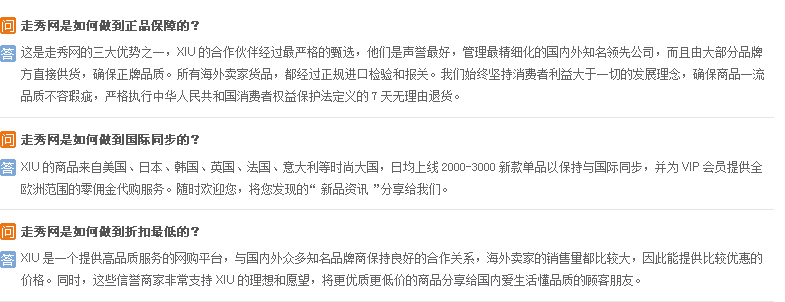 问 走秀网是如何做到正品保障的？
答 这是走秀网的三大优势之一，XIU 的合作伙伴经过最严格的甄选，他们是声誉最好，管理最精细化的国内外知名领先公司，而且由大部分品牌
方直接供货，确保正牌品质。所有海外卖家货品，都经过正规进口检验和报关。我们始终坚持消费者利益大于一切的发展理念，确保商品一流
品质不容瑕疵，严格执行中华人民共和国消费者权益保护法定义的 7 天无理由退货。
问 走秀网是如何做到国际同步的？
答 XIU 的商品来自美国、日本、韩国、英国、法国、意大利等时尚大国，日均上线 2000-3000 新款单品以保持与国际同步，并为 VIP 会员提供全
欧洲范围的零佣金代购服务。随时欢迎您，将您发现的“ 新品资讯 ”分享给我们。
问 走秀网是如何做到折扣最低的？
答 XIU 是一个提供高品质服务的网购平台，与国内外众多知名品牌商保持良好的合作关系，海外卖家的销售量都比较大，因此能提供比较优惠的
价格。同时，这些信誉商家非常支持 XIU 的理想和愿望，将更优质更低价的商品分享给国内爱生活懂品质的顾客朋友。